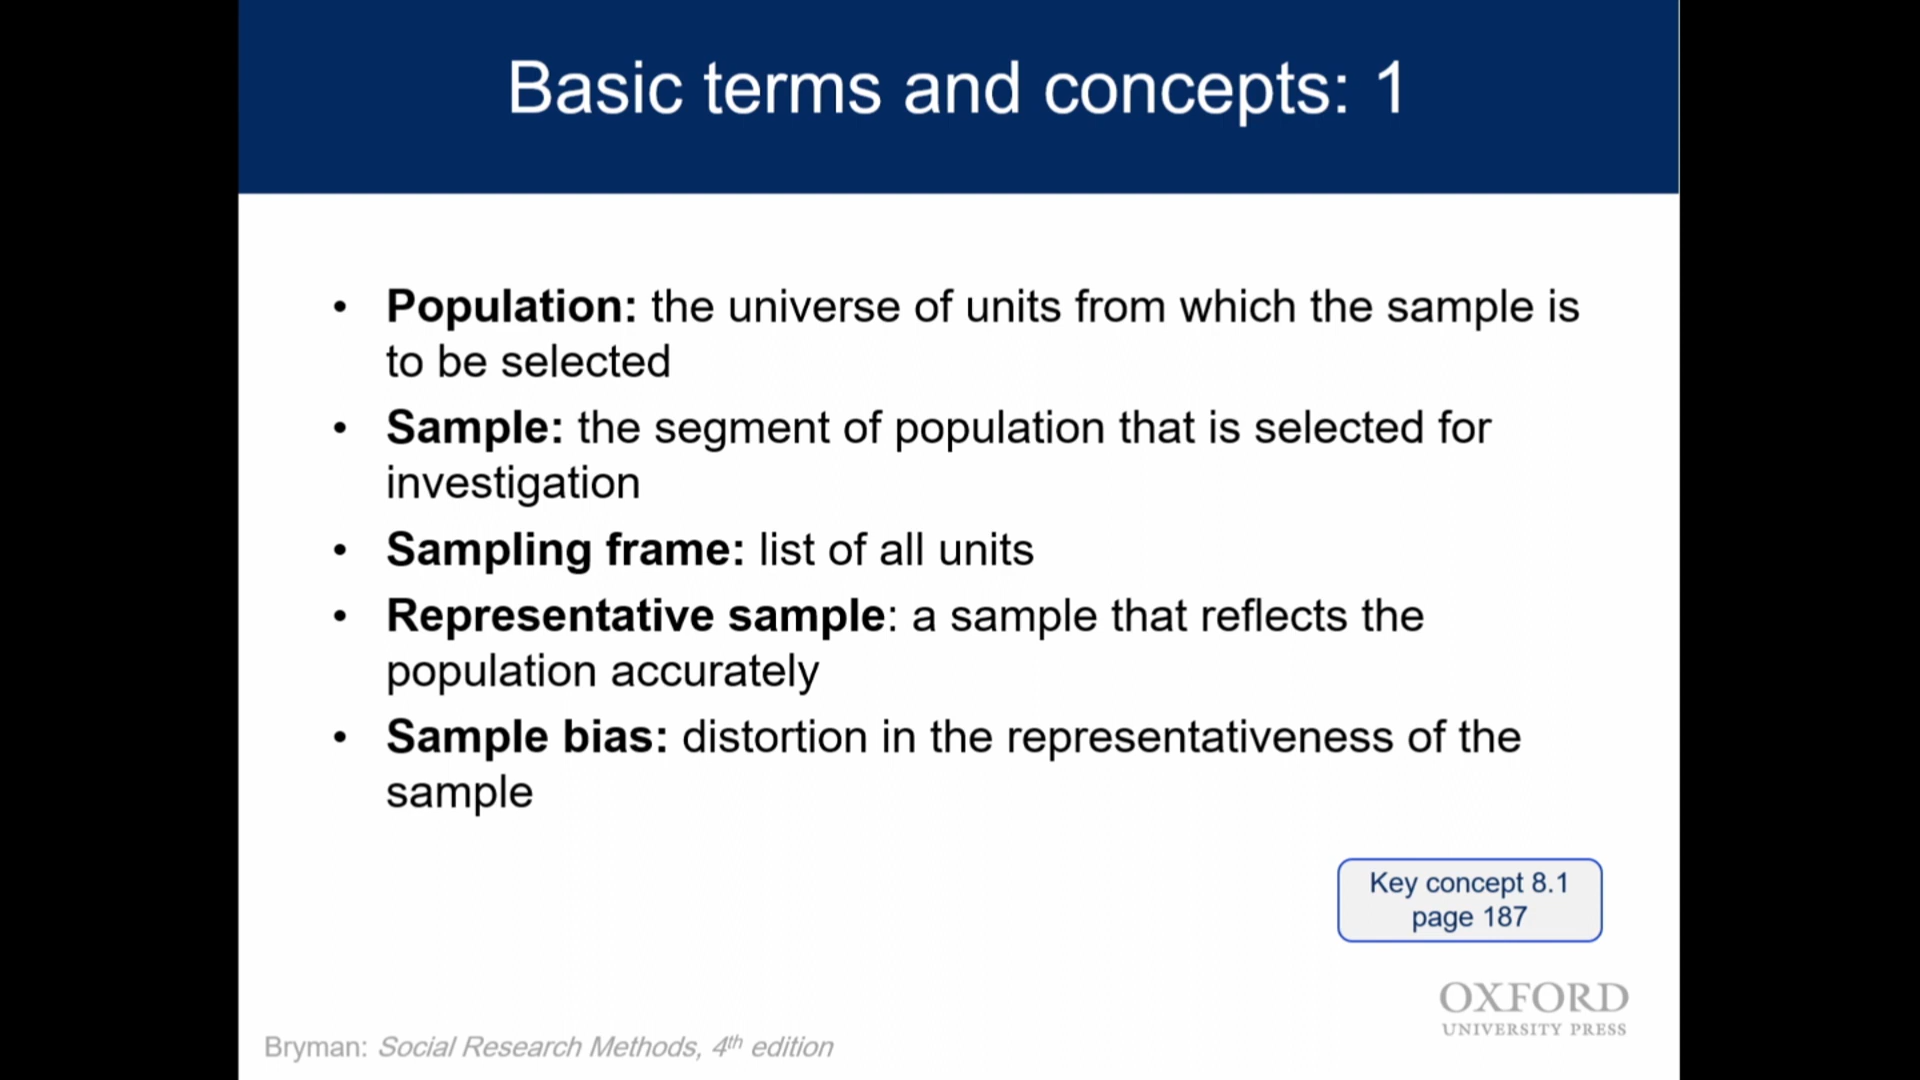 Basic terms and concepts: 1
• Population: the universe of units from which the sample is
to be selected
• Sample: the segment of population that is selected for
investigation
• Sampling frame: list of all units
• Representative sample: a sample that reflects the
population accurately
• Sample bias: distortion in the representativeness of the
sample
Key concept 8.1
page 187
OXFORD
UNIVERSITY PRESS
Bryman: Social Research Methods, 4th edition